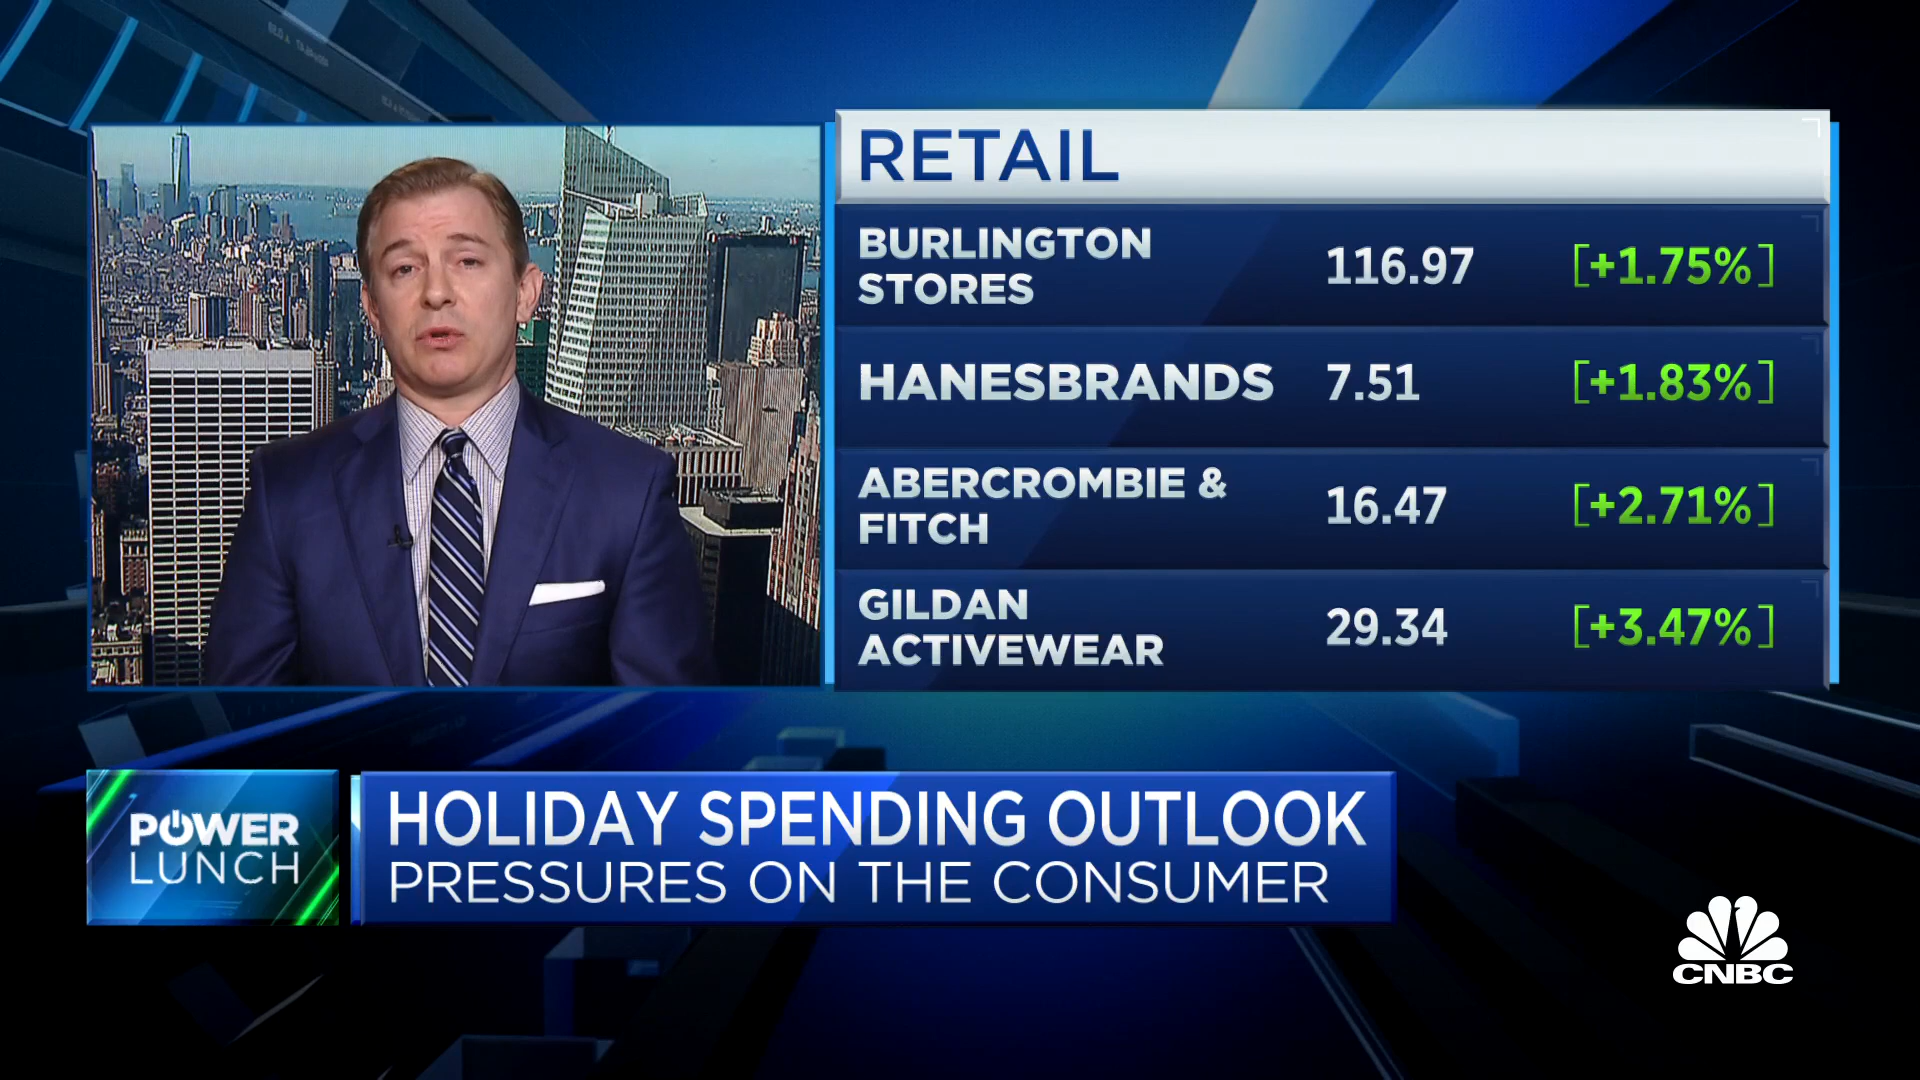 RETAIL
BURLINGTON
STORES
116.97
[+1.75%]
HANESBRANDS
7.51
[+1.83%]
ABERCROMBIE &
FITCH
16.47
[+2.71%]
GILDAN
ACTIVEWEAR
29.34
[+3.47%]
POWER
LUNCH
HOLIDAY SPENDING OUTLOOK
PRESSURES ON THE CONSUMER
CNBC